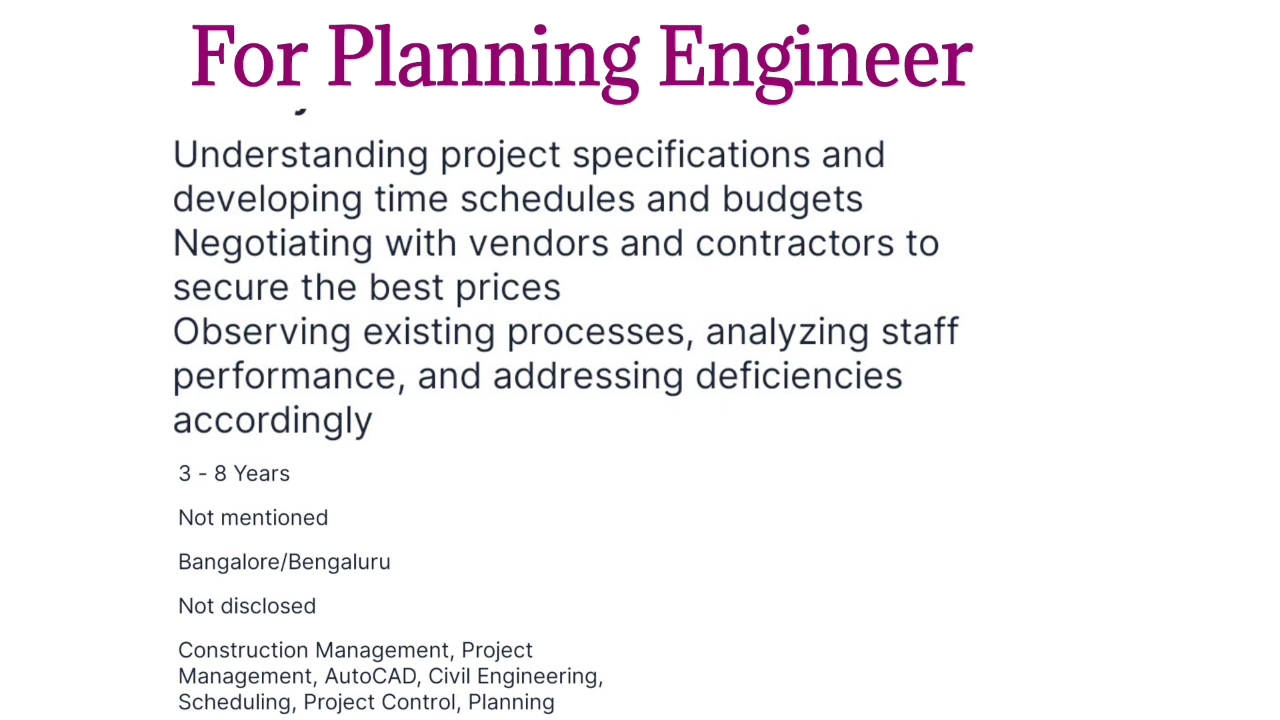 For Planning Engineer
Understanding project specifications and
developing time schedules and budgets
Negotiating with vendors and contractors to
secure the best prices
Observing existing processes, analyzing staff
performance, and addressing deficiencies
accordingly
3 - 8 Years
Not mentioned
Bangalore/Bengaluru
Not disclosed
Construction Management, Project
Management, AutoCAD, Civil Engineering,
Scheduling, Project Control, Planning